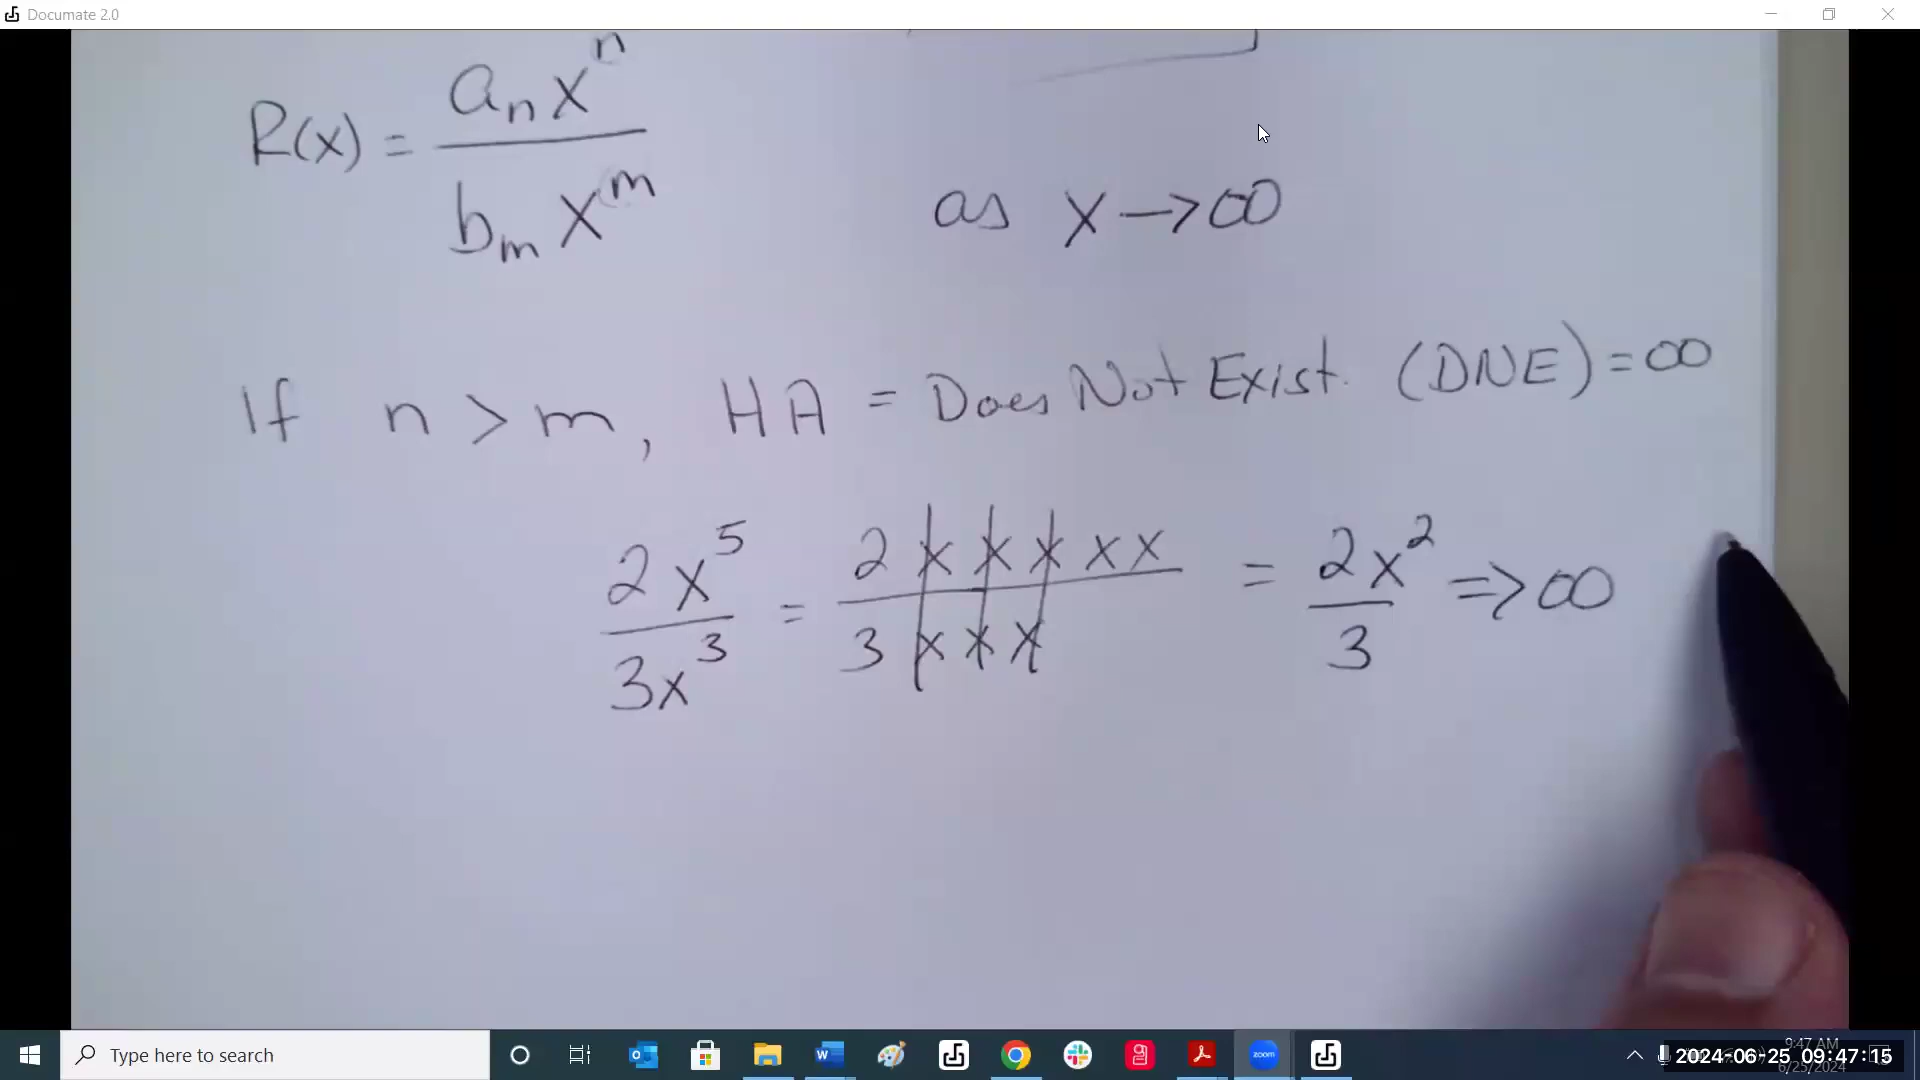 Documate 2.0
R(x) = aₙxⁿ / bₘxᵐ
as x → ∞
If n > m, HA = Does Not Exist. (DNE) = ∞
2x⁵ / 3x³ = 2xxxxx / 3xxx = 2x² / 3 => ∞
Type here to search
zoom
2024-06-25 09:47:15